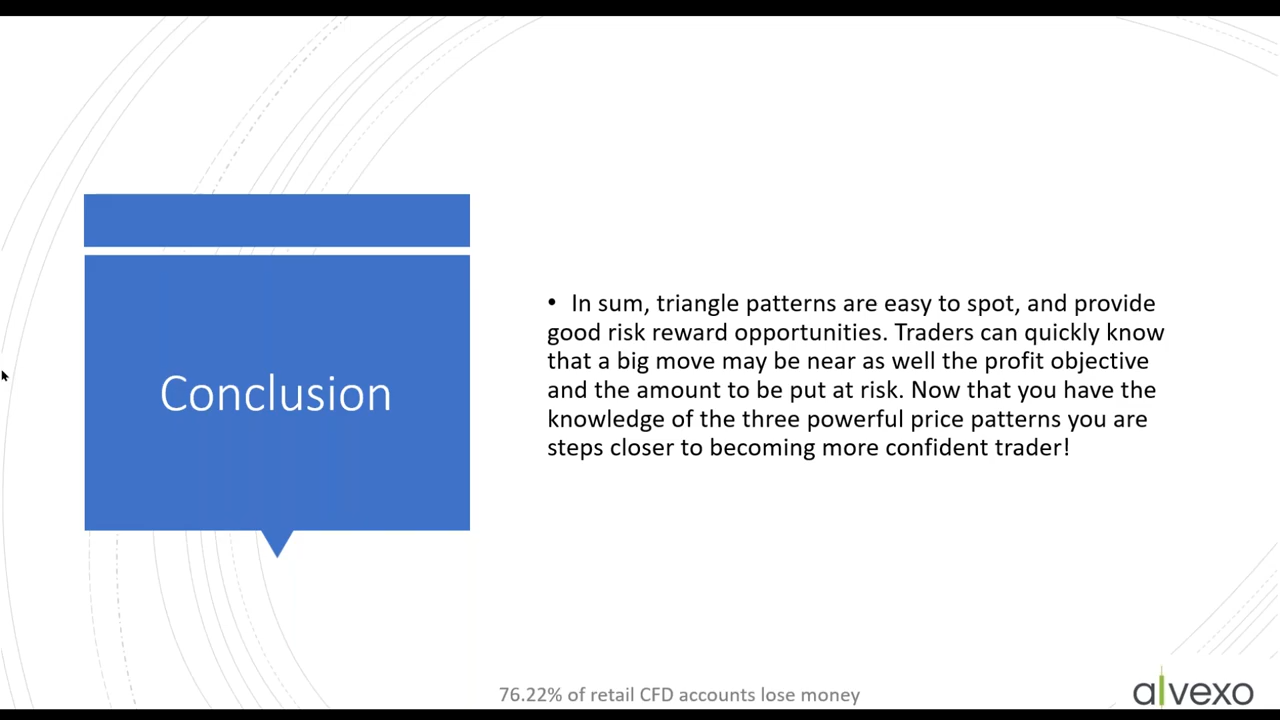 Conclusion
• In sum, triangle patterns are easy to spot, and provide
good risk reward opportunities. Traders can quickly know
that a big move may be near as well the profit objective
and the amount to be put at risk. Now that you have the
knowledge of the three powerful price patterns you are
steps closer to becoming more confident trader!
76.22% of retail CFD accounts lose money
alvexo